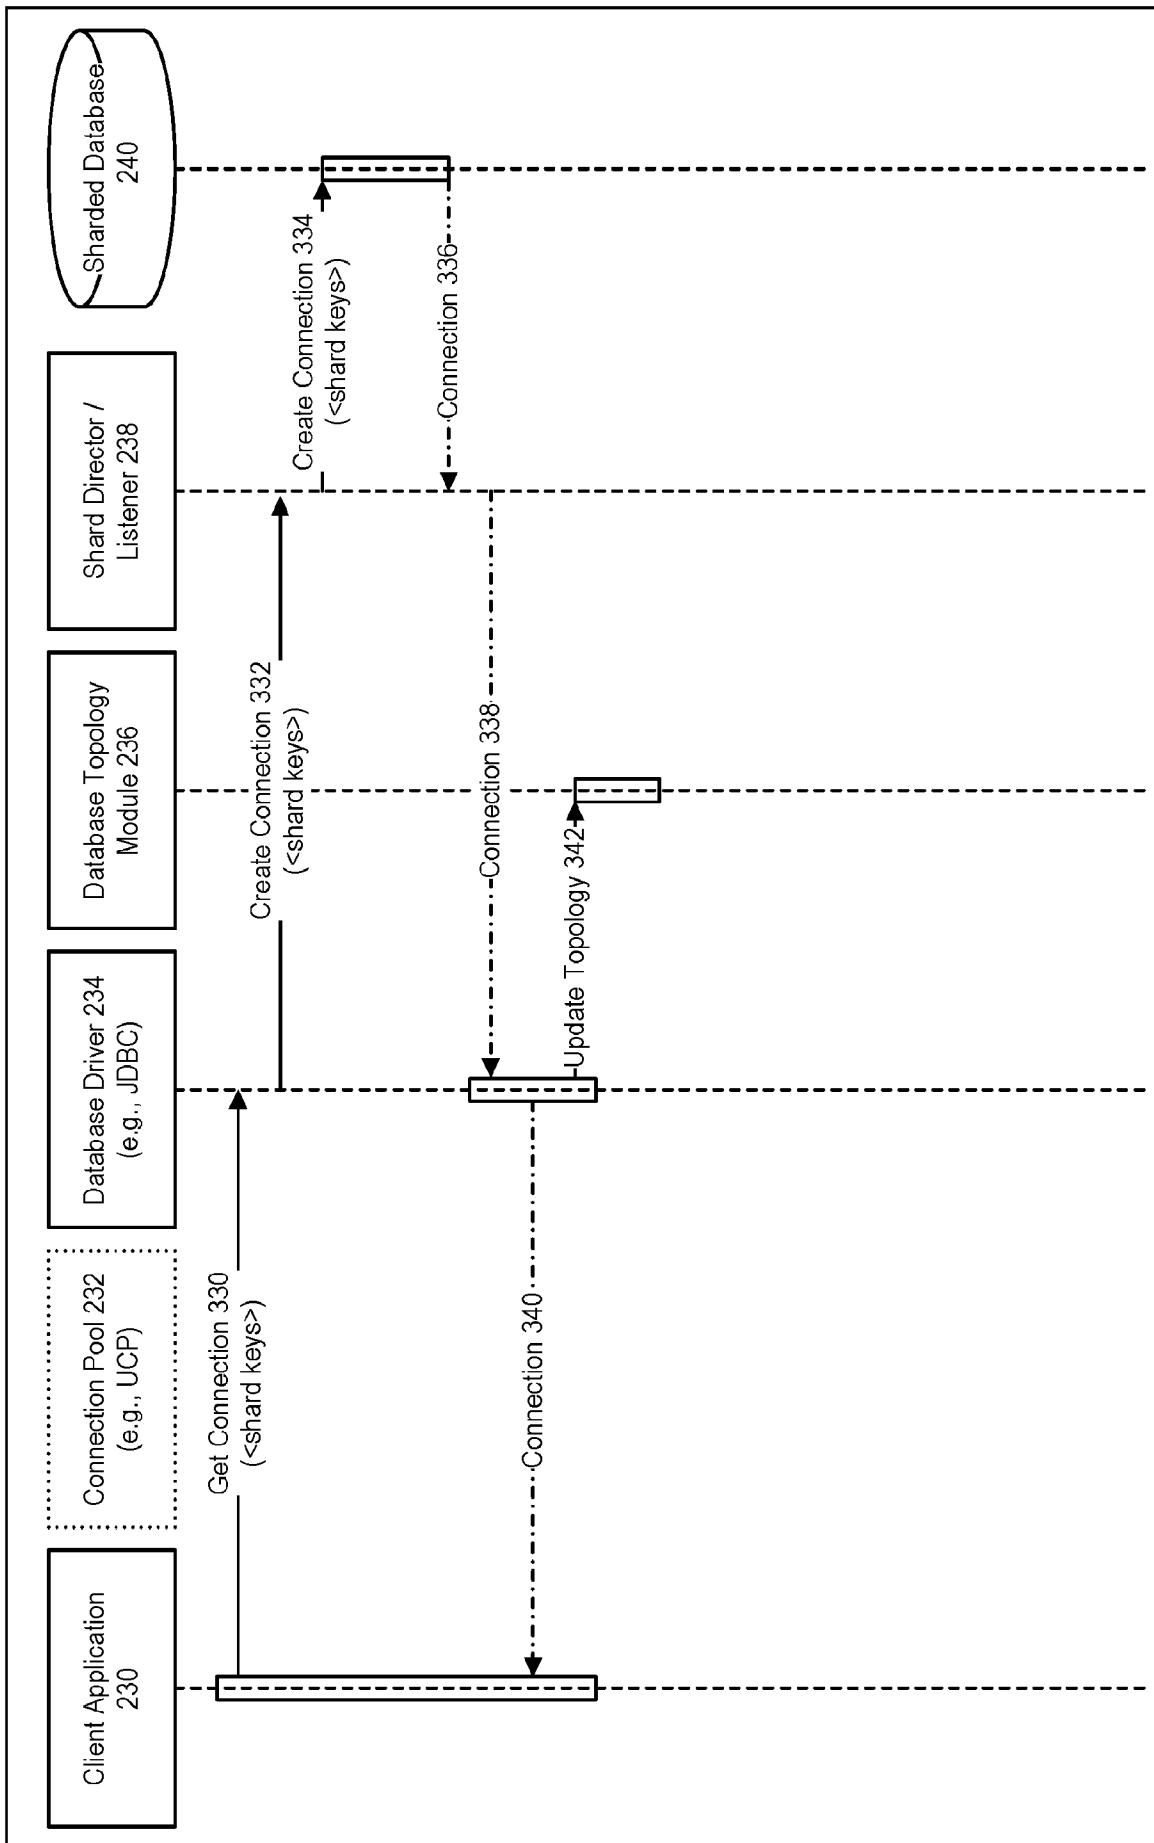 Client Application
230
Connection Pool 232
(e.g., UCP)
Database Driver 234
(e.g., JDBC)
Database Topology
Module 236
Shard Director /
Listener 238
Sharded Database
240
Get Connection 330
(<shard keys>)
Create Connection 332
(<shard keys>)
Create Connection 334
(<shard keys>)
Connection 336
Connection 338
Connection 340
Update Topology 342